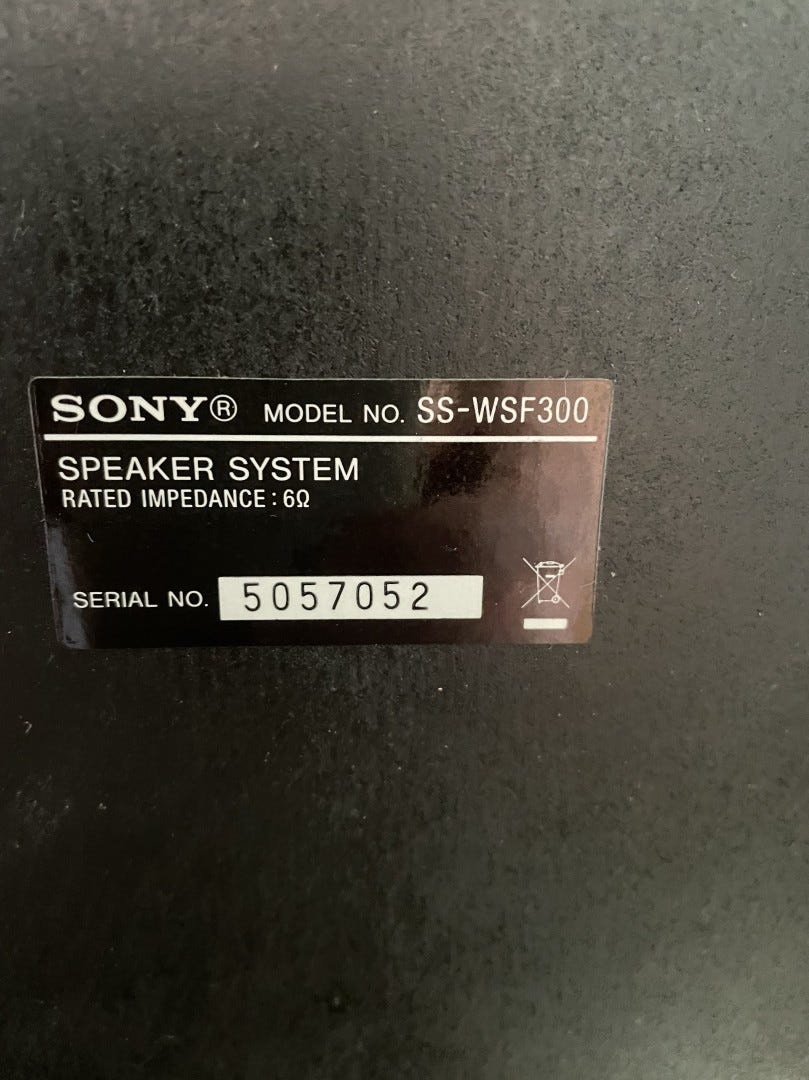 SONY® MODEL NO. SS-WSF300
SPEAKER SYSTEM
RATED IMPEDANCE : 6Ω
SERIAL NO. 5057052